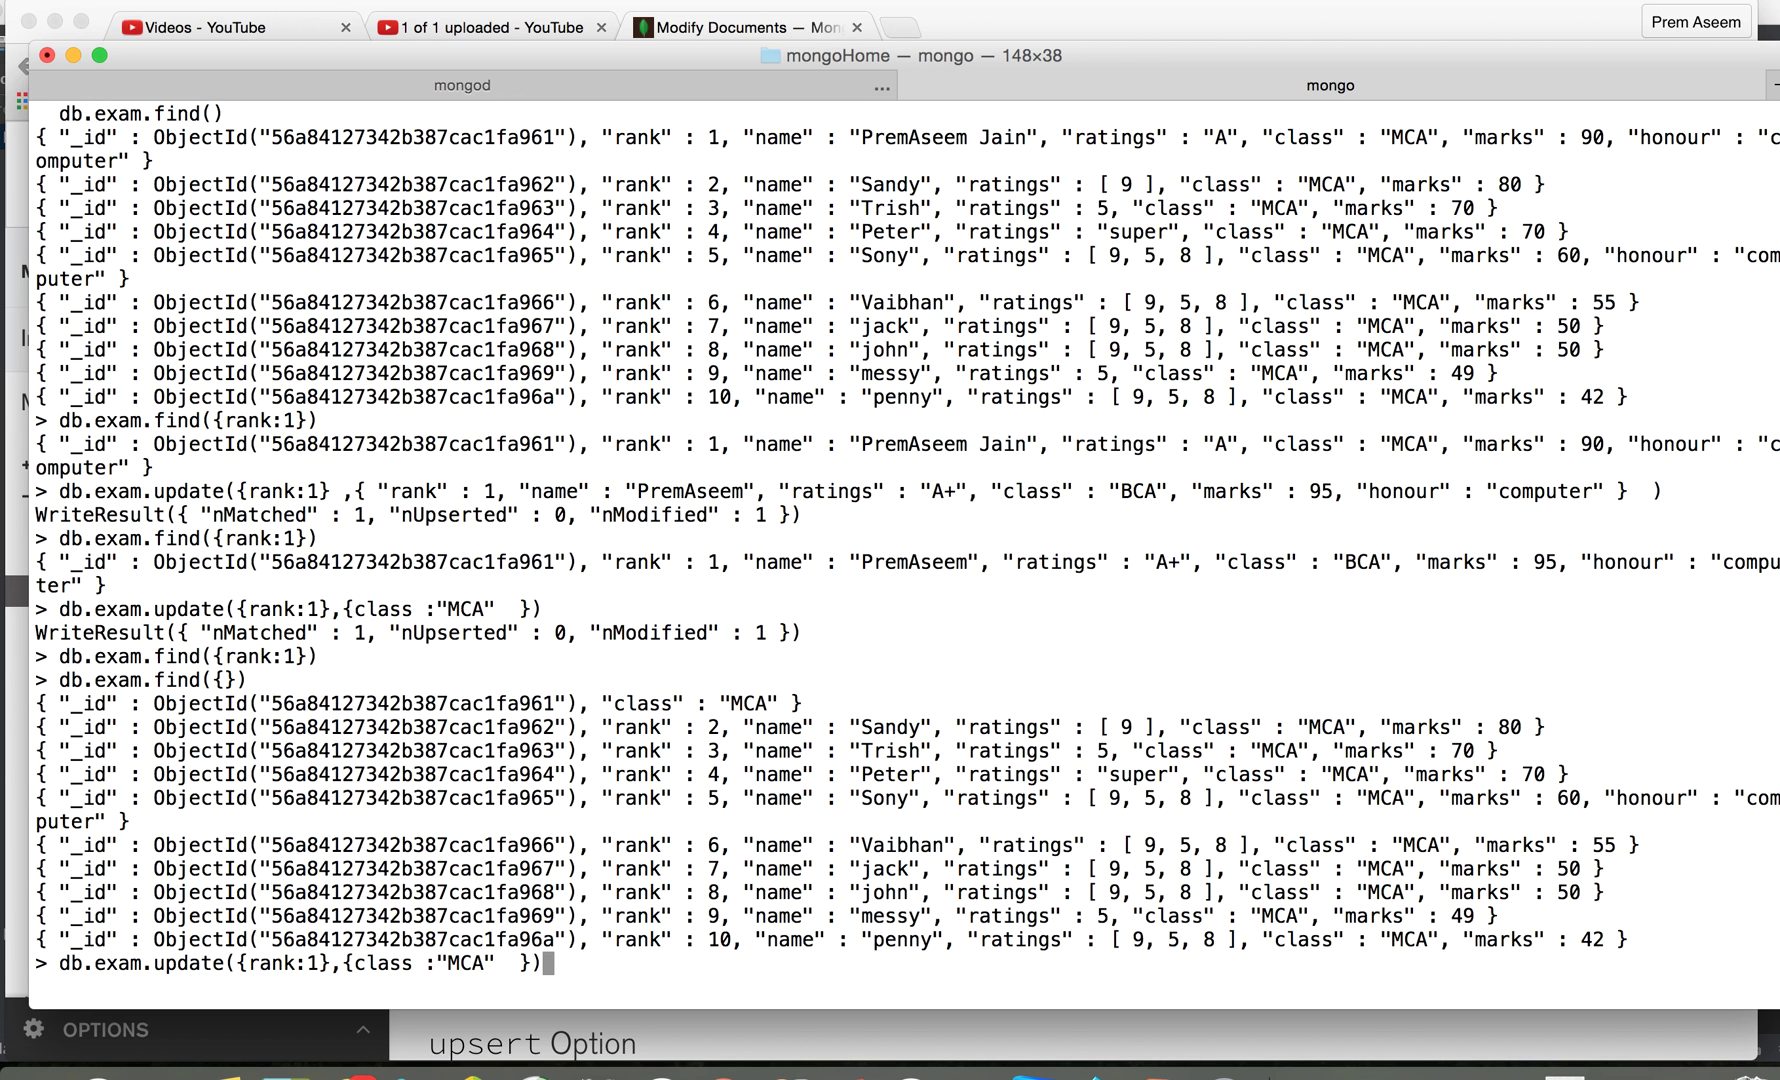 Videos - YouTube
1 of 1 uploaded - YouTube
Modify Documents — Mon
Prem Aseem
mongoHome — mongo — 148×38
mongod
...
mongo
db.exam.find()
{ "_id" : ObjectId("56a84127342b387cac1fa961"), "rank" : 1, "name" : "PremAseem Jain", "ratings" : "A", "class" : "MCA", "marks" : 90, "honour" : "c
omputer" }
{ "_id" : ObjectId("56a84127342b387cac1fa962"), "rank" : 2, "name" : "Sandy", "ratings" : [ 9 ], "class" : "MCA", "marks" : 80 }
{ "_id" : ObjectId("56a84127342b387cac1fa963"), "rank" : 3, "name" : "Trish", "ratings" : 5, "class" : "MCA", "marks" : 70 }
{ "_id" : ObjectId("56a84127342b387cac1fa964"), "rank" : 4, "name" : "Peter", "ratings" : "super", "class" : "MCA", "marks" : 70 }
{ "_id" : ObjectId("56a84127342b387cac1fa965"), "rank" : 5, "name" : "Sony", "ratings" : [ 9, 5, 8 ], "class" : "MCA", "marks" : 60, "honour" : "com
puter" }
{ "_id" : ObjectId("56a84127342b387cac1fa966"), "rank" : 6, "name" : "Vaibhan", "ratings" : [ 9, 5, 8 ], "class" : "MCA", "marks" : 55 }
{ "_id" : ObjectId("56a84127342b387cac1fa967"), "rank" : 7, "name" : "jack", "ratings" : [ 9, 5, 8 ], "class" : "MCA", "marks" : 50 }
{ "_id" : ObjectId("56a84127342b387cac1fa968"), "rank" : 8, "name" : "john", "ratings" : [ 9, 5, 8 ], "class" : "MCA", "marks" : 50 }
{ "_id" : ObjectId("56a84127342b387cac1fa969"), "rank" : 9, "name" : "messy", "ratings" : 5, "class" : "MCA", "marks" : 49 }
{ "_id" : ObjectId("56a84127342b387cac1fa96a"), "rank" : 10, "name" : "penny", "ratings" : [ 9, 5, 8 ], "class" : "MCA", "marks" : 42 }
> db.exam.find({rank:1})
{ "_id" : ObjectId("56a84127342b387cac1fa961"), "rank" : 1, "name" : "PremAseem Jain", "ratings" : "A", "class" : "MCA", "marks" : 90, "honour" : "c
omputer" }
> db.exam.update({rank:1} ,{ "rank" : 1, "name" : "PremAseem", "ratings" : "A+", "class" : "BCA", "marks" : 95, "honour" : "computer" }  )
WriteResult({ "nMatched" : 1, "nUpserted" : 0, "nModified" : 1 })
> db.exam.find({rank:1})
{ "_id" : ObjectId("56a84127342b387cac1fa961"), "rank" : 1, "name" : "PremAseem", "ratings" : "A+", "class" : "BCA", "marks" : 95, "honour" : "compu
ter" }
> db.exam.update({rank:1},{class :"MCA"  })
WriteResult({ "nMatched" : 1, "nUpserted" : 0, "nModified" : 1 })
> db.exam.find({rank:1})
> db.exam.find({})
{ "_id" : ObjectId("56a84127342b387cac1fa961"), "class" : "MCA" }
{ "_id" : ObjectId("56a84127342b387cac1fa962"), "rank" : 2, "name" : "Sandy", "ratings" : [ 9 ], "class" : "MCA", "marks" : 80 }
{ "_id" : ObjectId("56a84127342b387cac1fa963"), "rank" : 3, "name" : "Trish", "ratings" : 5, "class" : "MCA", "marks" : 70 }
{ "_id" : ObjectId("56a84127342b387cac1fa964"), "rank" : 4, "name" : "Peter", "ratings" : "super", "class" : "MCA", "marks" : 70 }
{ "_id" : ObjectId("56a84127342b387cac1fa965"), "rank" : 5, "name" : "Sony", "ratings" : [ 9, 5, 8 ], "class" : "MCA", "marks" : 60, "honour" : "com
puter" }
{ "_id" : ObjectId("56a84127342b387cac1fa966"), "rank" : 6, "name" : "Vaibhan", "ratings" : [ 9, 5, 8 ], "class" : "MCA", "marks" : 55 }
{ "_id" : ObjectId("56a84127342b387cac1fa967"), "rank" : 7, "name" : "jack", "ratings" : [ 9, 5, 8 ], "class" : "MCA", "marks" : 50 }
{ "_id" : ObjectId("56a84127342b387cac1fa968"), "rank" : 8, "name" : "john", "ratings" : [ 9, 5, 8 ], "class" : "MCA", "marks" : 50 }
{ "_id" : ObjectId("56a84127342b387cac1fa969"), "rank" : 9, "name" : "messy", "ratings" : 5, "class" : "MCA", "marks" : 49 }
{ "_id" : ObjectId("56a84127342b387cac1fa96a"), "rank" : 10, "name" : "penny", "ratings" : [ 9, 5, 8 ], "class" : "MCA", "marks" : 42 }
> db.exam.update({rank:1},{class :"MCA"  })
OPTIONS
upsert Option